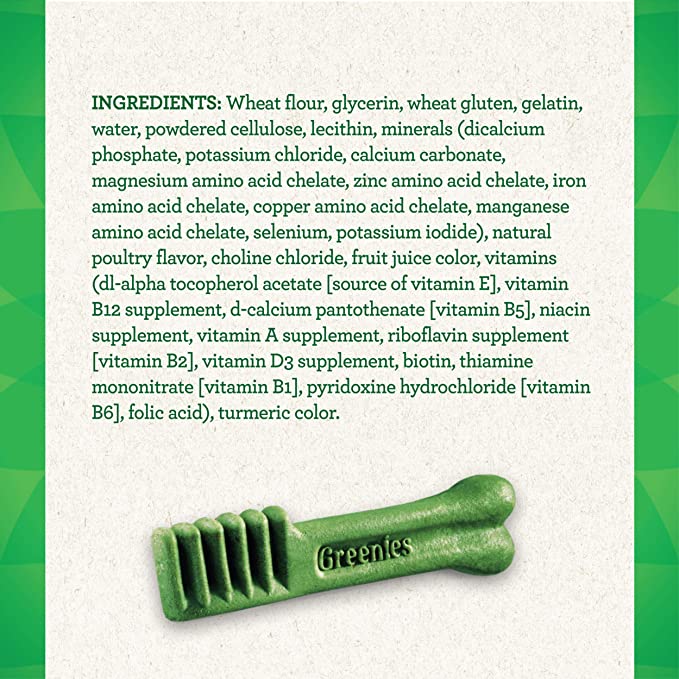 INGREDIENTS: Wheat flour, glycerin, wheat gluten, gelatin,
water, powdered cellulose, lecithin, minerals (dicalcium
phosphate, potassium chloride, calcium carbonate,
magnesium amino acid chelate, zinc amino acid chelate, iron
amino acid chelate, copper amino acid chelate, manganese
amino acid chelate, selenium, potassium iodide), natural
poultry flavor, choline chloride, fruit juice color, vitamins
(dl-alpha tocopherol acetate [source of vitamin E], vitamin
B12 supplement, d-calcium pantothenate [vitamin B5], niacin
supplement, vitamin A supplement, riboflavin supplement
[vitamin B2], vitamin D3 supplement, biotin, thiamine
mononitrate [vitamin B1], pyridoxine hydrochloride [vitamin
B6], folic acid), turmeric color.
Greenies